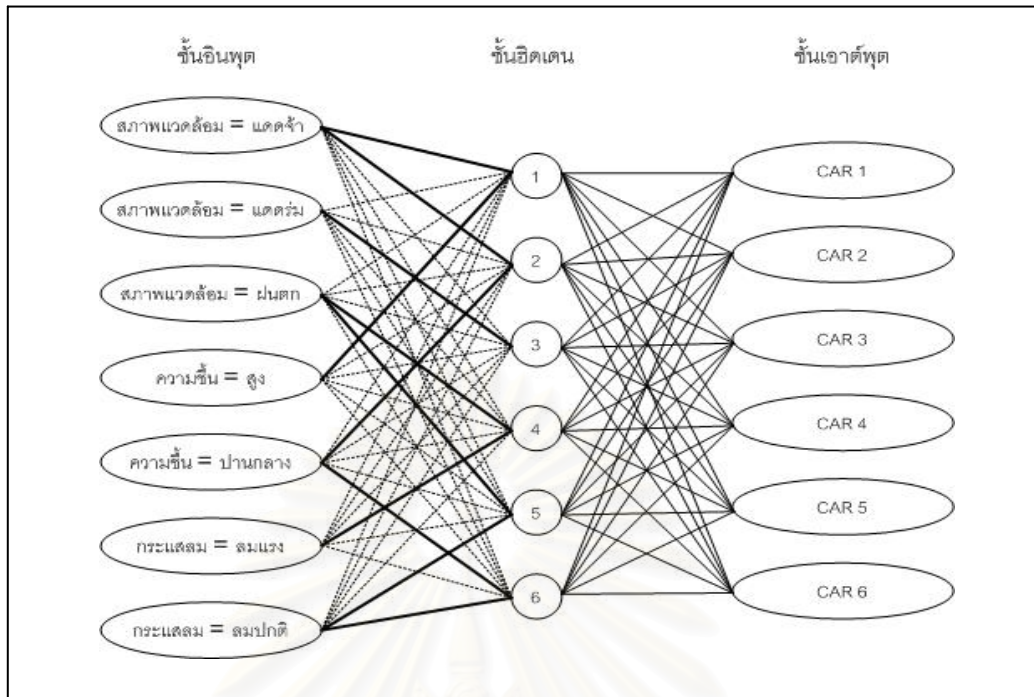 ชั้นอินพุต
ชั้นฮิดเดน
ชั้นเอาต์พุต
สภาพแวดล้อม = แดดจ้า
สภาพแวดล้อม = แดดร่ม
สภาพแวดล้อม = ฝนตก
ความชื้น = สูง
ความชื้น = ปานกลาง
กระแสลม = ลมแรง
กระแสลม = ลมปกติ
1
2
3
4
5
6
CAR 1
CAR 2
CAR 3
CAR 4
CAR 5
CAR 6